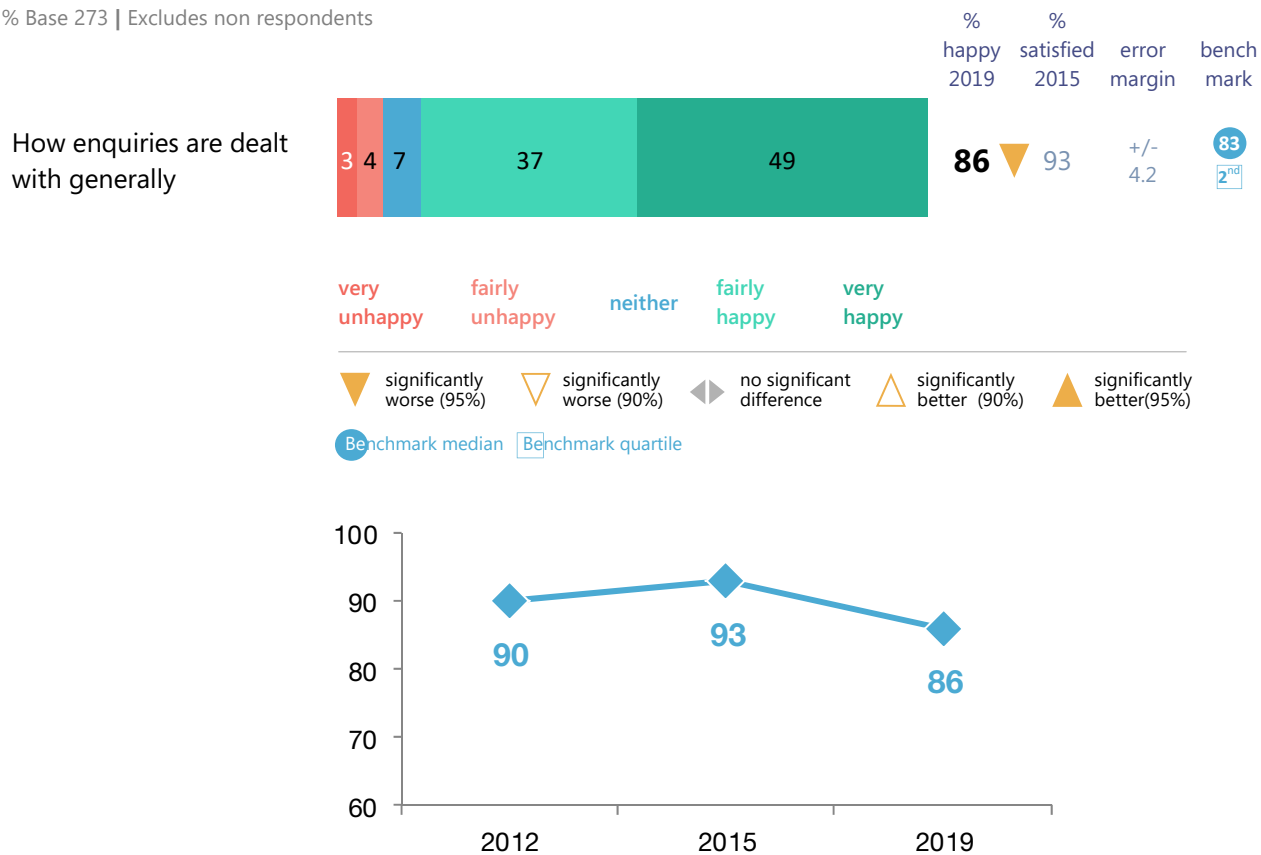 % Base 273 | Excludes non respondents
% happy 2019
% satisfied 2015
error margin
bench mark
How enquiries are dealt
with generally
3 4 7 37 49
86 93
+/-
4.2
83
2nd
very unhappy
fairly unhappy
neither
fairly happy
very happy
significantly worse (95%)
significantly worse (90%)
no significant difference
significantly better (90%)
significantly better(95%)
Benchmark median Benchmark quartile
100
90
80
70
60
90
93
86
2012 2015 2019